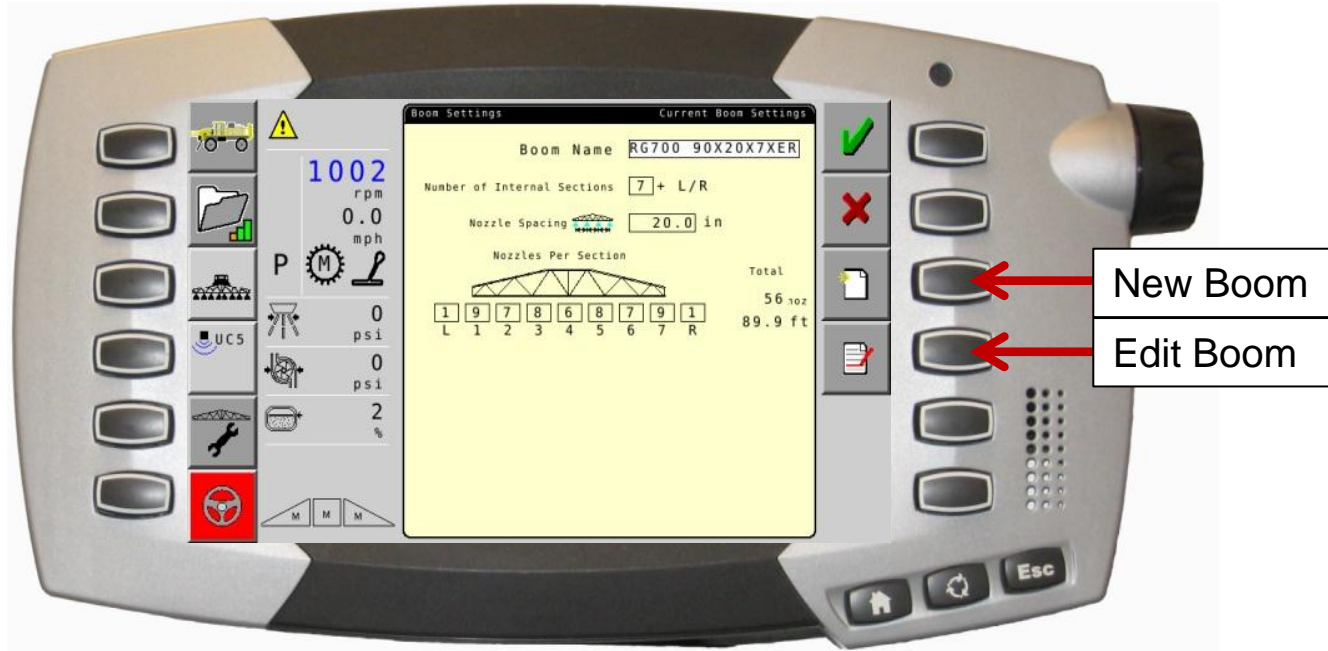 Boom Settings Current Boom Settings
Boom Name RG700 90X20X7XER
Number of Internal Sections 7 + L/R
Nozzle Spacing 20.0 in
Nozzles Per Section
Total
56 noz
89.9 ft
1 9 7 8 6 8 7 9 1
L 1 2 3 4 5 6 7 R
1002
rpm
0.0
mph
P M
0
psi
0
psi
2
%
M M M
UC5
New Boom
Edit Boom
Esc